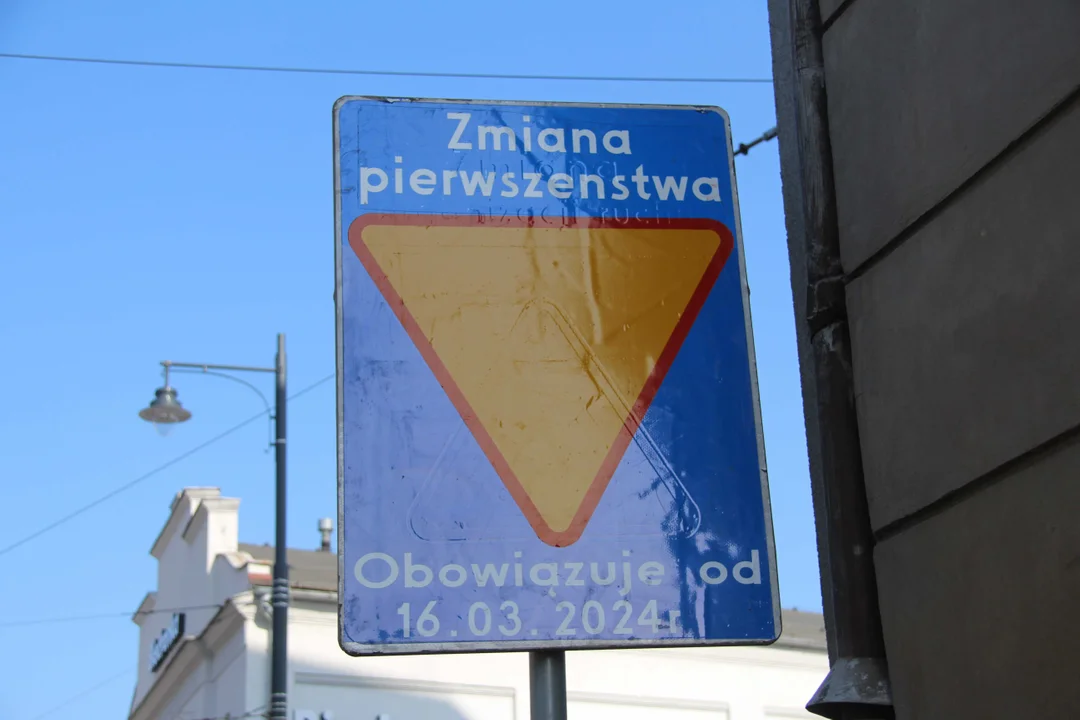 Zmiana
pierwszeństwa
Obowiązuje od
16.03.2024r.